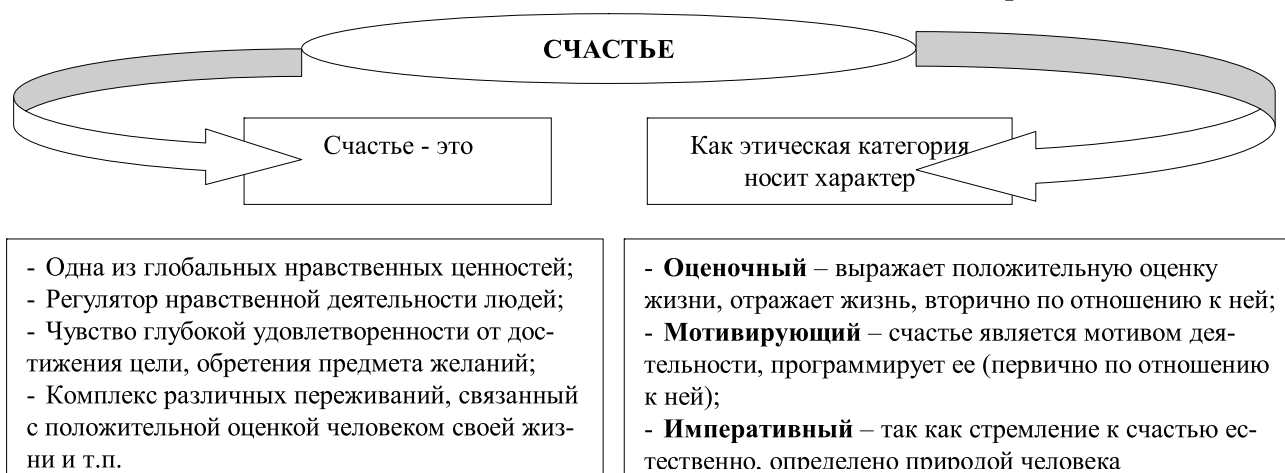 СЧАСТЬЕ
Счастье - это
Как этическая категория
носит характер
- Одна из глобальных нравственных ценностей;
- Регулятор нравственной деятельности людей;
- Чувство глубокой удовлетворенности от дос-
тижения цели, обретения предмета желаний;
- Комплекс различных переживаний, связанный
с положительной оценкой человеком своей жиз-
ни и т.п.
- Оценочный – выражает положительную оценку
жизни, отражает жизнь, вторично по отношению к ней;
- Мотивирующий – счастье является мотивом дея-
тельности, программирует ее (первично по отношению
к ней);
- Императивный – так как стремление к счастью ес-
тественно, определено природой человека